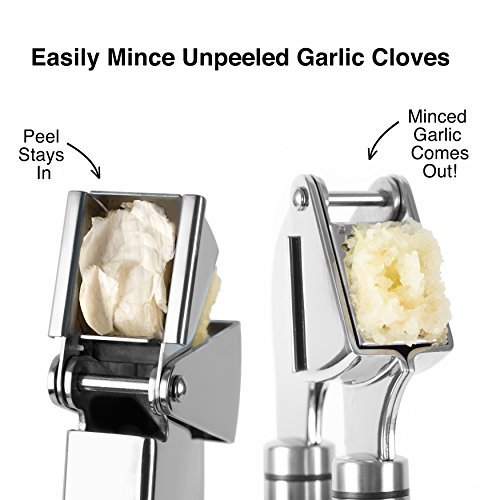 Easily Mince Unpeeled Garlic Cloves
Peel
Stays
In
Minced
Garlic
Comes
Out!